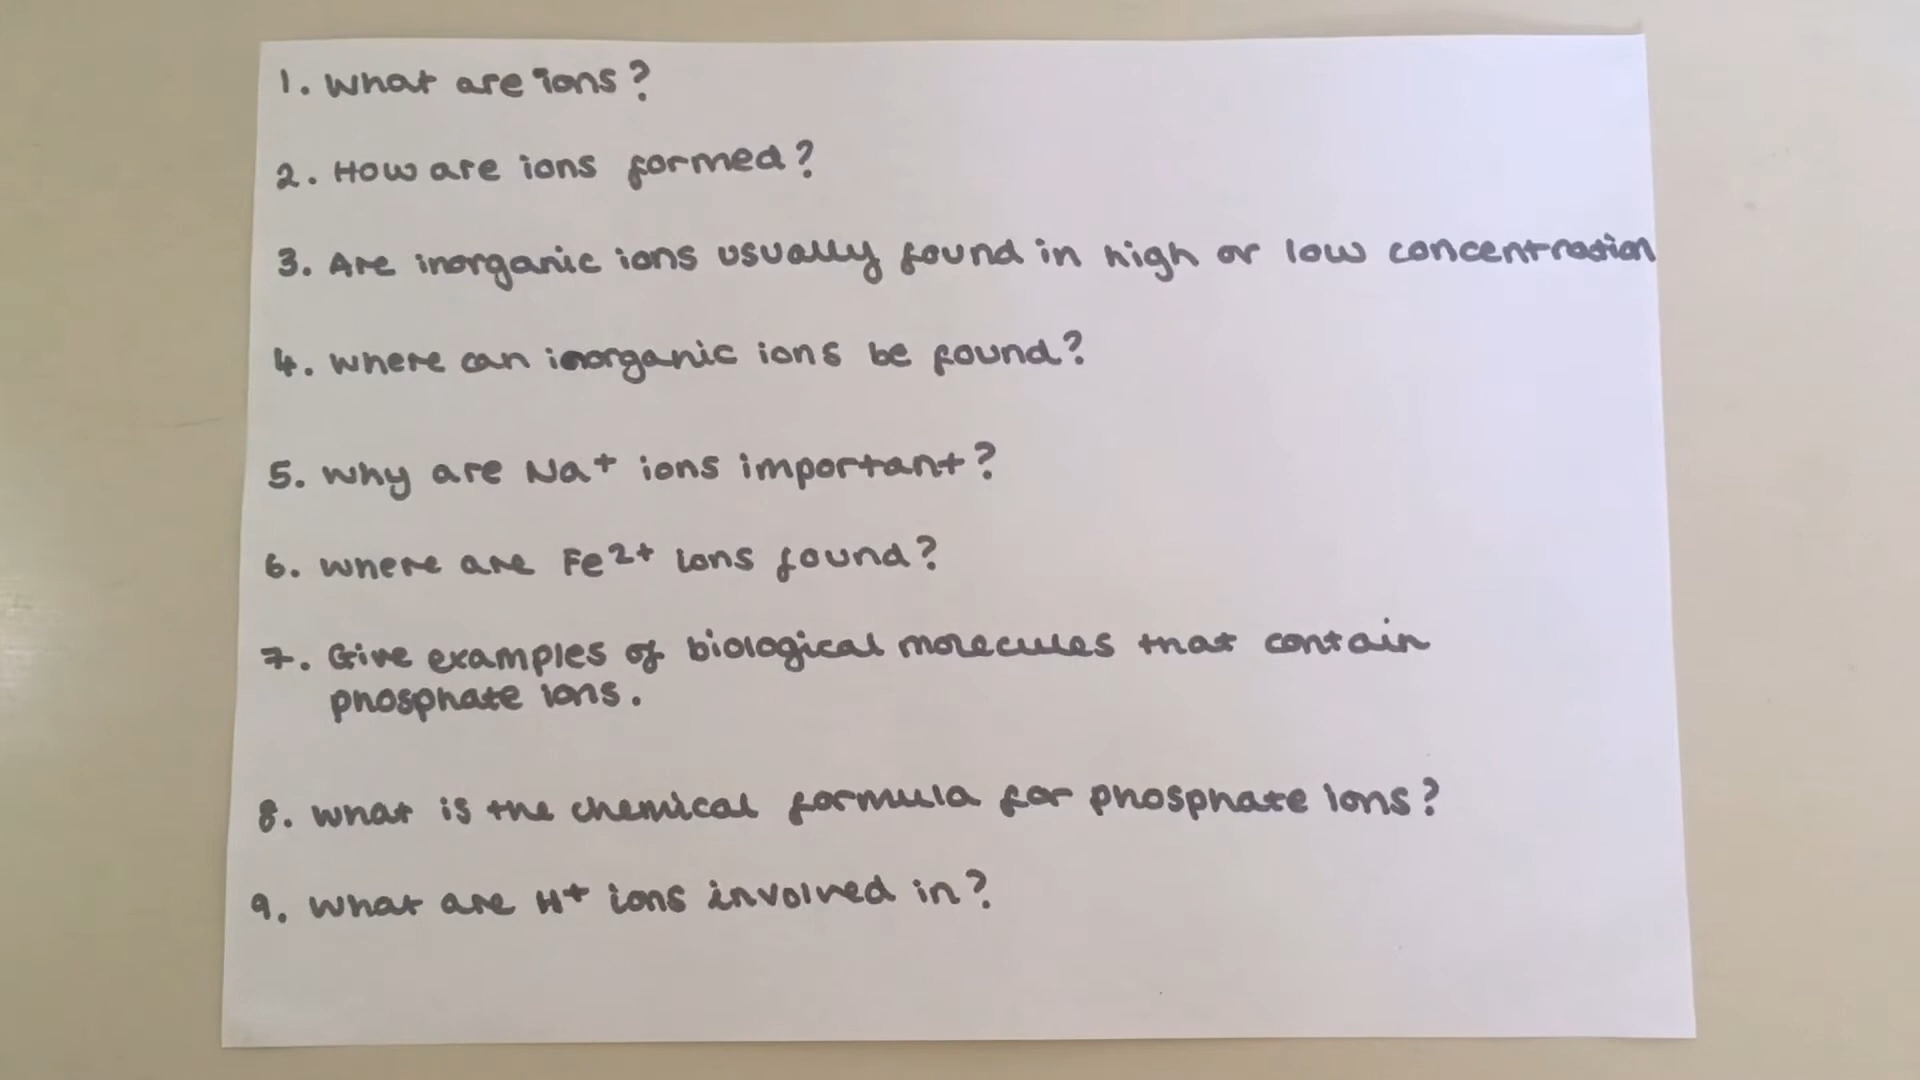 1. What are ions?
2. How are ions formed?
3. Are inorganic ions usually found in high or low concentration
4. Where can inorganic ions be found?
5. Why are Na⁺ ions important?
6. Where are Fe²⁺ ions found?
7. Give examples of biological molecules that contain
phosphate ions.
8. What is the chemical formula for phosphate ions?
9. What are H⁺ ions involved in?